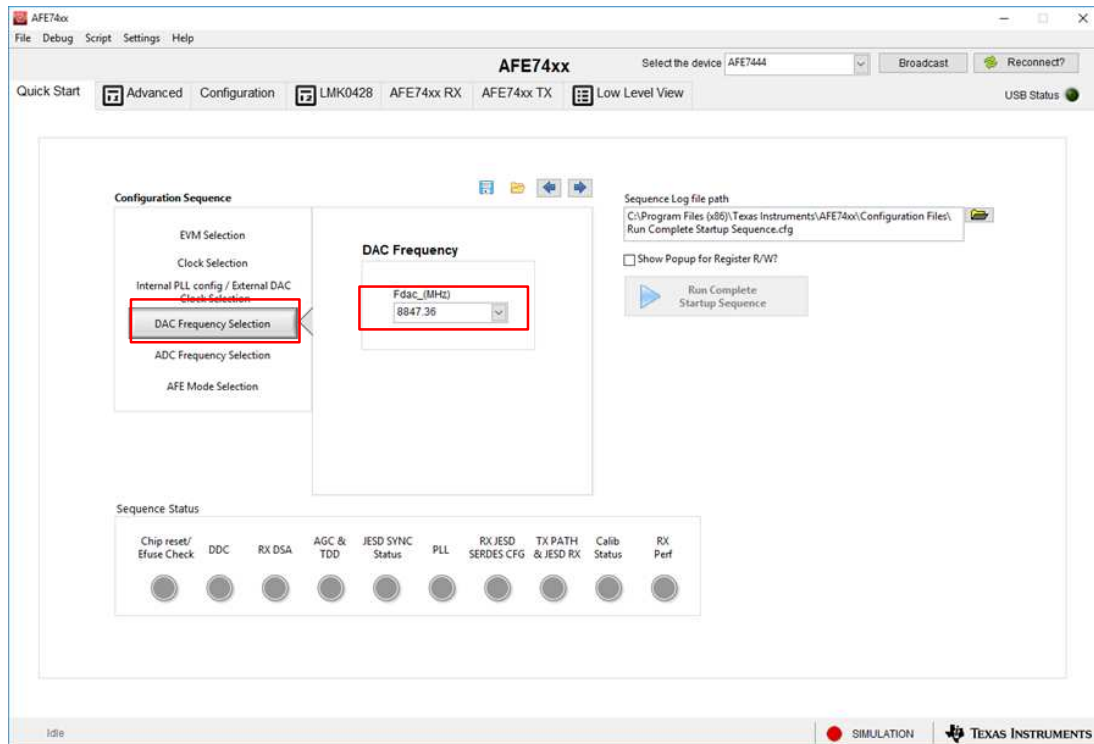 AFE74xx
File Debug Script Settings Help
AFE74xx
Select the device AFE7444 Broadcast Reconnect?
Quick Start Advanced Configuration LMK0428 AFE74xx RX AFE74xx TX Low Level View USB Status
Configuration Sequence
EVM Selection
Clock Selection
Internal PLL config / External DAC
Clock Selection
DAC Frequency Selection
ADC Frequency Selection
AFE Mode Selection
DAC Frequency
Fdac_(MHz)
8847.36
Sequence Log file path
C:\Program Files (x86)\Texas Instruments\AFE74xx\Configuration Files\
Run Complete Startup Sequence.cfg
Show Popup for Register R/W?
Run Complete
Startup Sequence
Sequence Status
Chip reset/
Efuse Check
DDC
RX DSA
AGC &
TDD
JESD SYNC
Status
PLL
RX JESD
SERDES CFG
TX PATH
& JESD RX
Calib
Status
RX
Perf
Idle
SIMULATION
TEXAS INSTRUMENTS